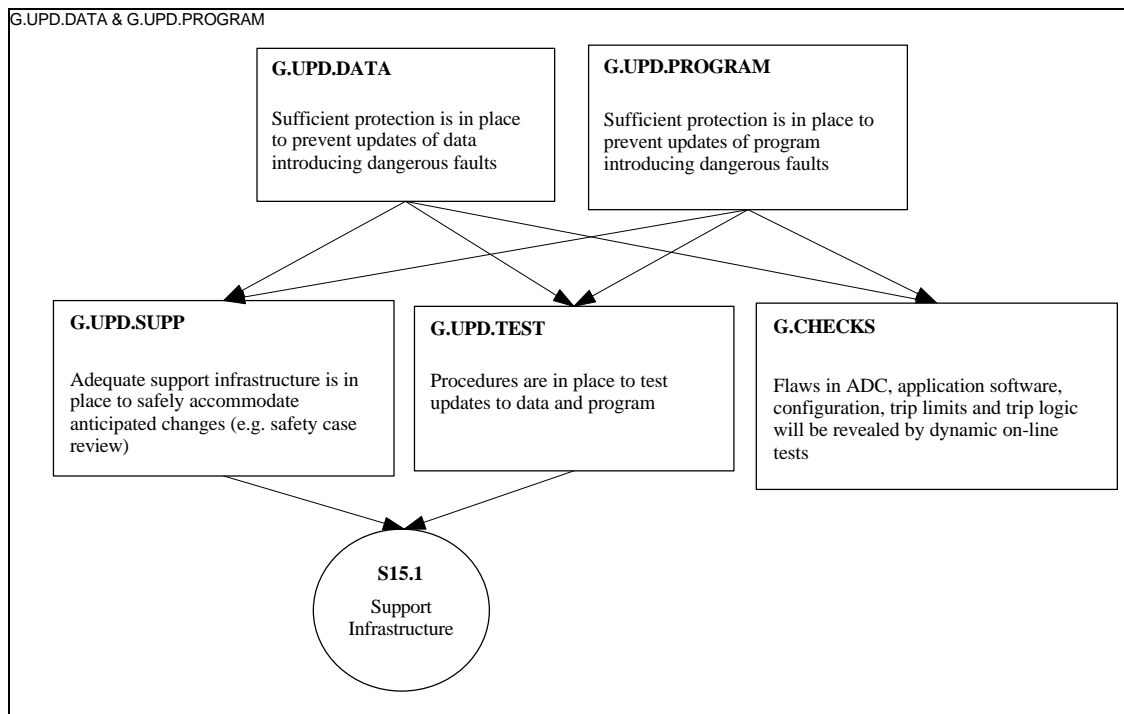 G.UPD.DATA & G.UPD.PROGRAM
G.UPD.DATA
Sufficient protection is in place
to prevent updates of data
introducing dangerous faults
G.UPD.PROGRAM
Sufficient protection is in place to
prevent updates of program
introducing dangerous faults
G.UPD.SUPP
Adequate support infrastructure is in
place to safely accommodate
anticipated changes (e.g. safety case
review)
G.UPD.TEST
Procedures are in place to test
updates to data and program
G.CHECKS
Flaws in ADC, application software,
configuration, trip limits and trip logic
will be revealed by dynamic on-line
tests
S15.1
Support
Infrastructure